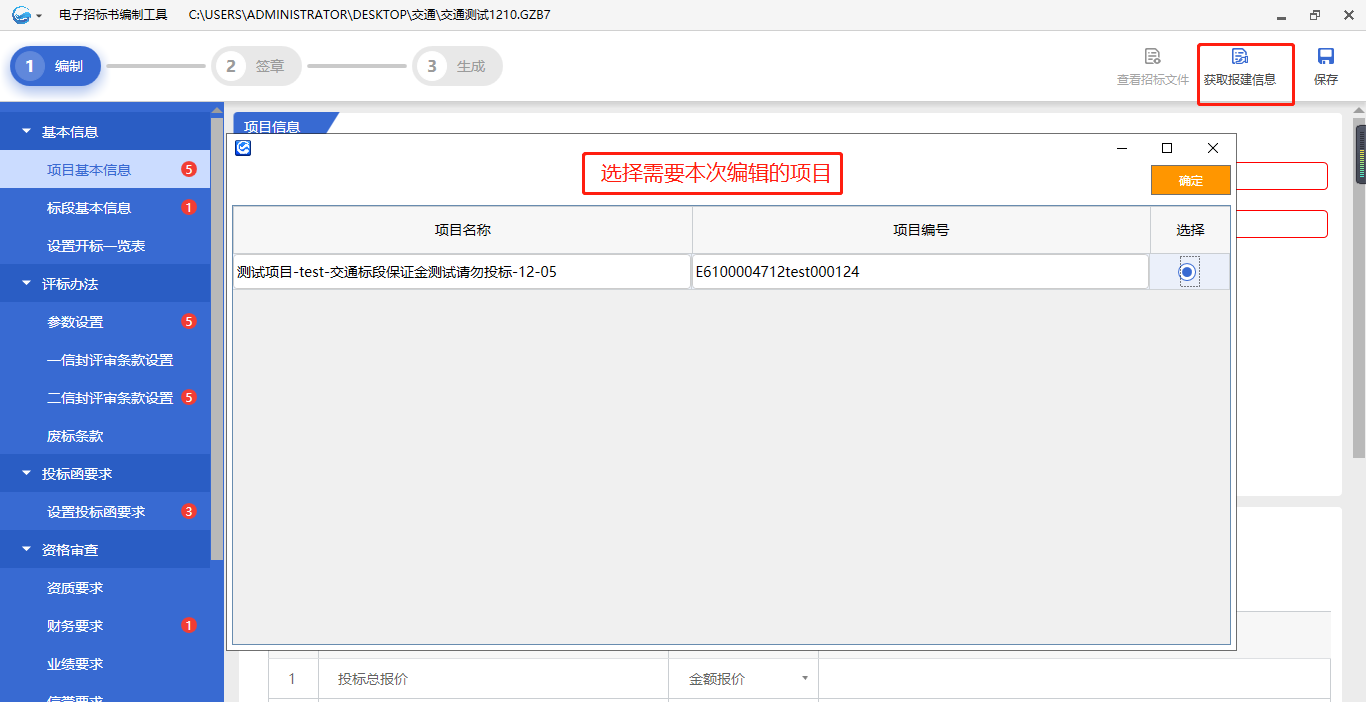 电子招标书编制工具 C:\USERS\ADMINISTRATOR\DESKTOP\交通\交通测试1210.GZB7
1 编制 2 签章 3 生成
查看招标文件 获取报建信息 保存
基本信息
项目基本信息 5
标段基本信息 1
设置开标一览表
评标办法
参数设置 5
一信封评审条款设置
二信封评审条款设置 5
废标条款
投标函要求
设置投标函要求 3
资格审查
资质要求
财务要求 1
业绩要求
信誉要求
项目信息
选择需要本次编辑的项目
确定
项目名称 项目编号 选择
测试项目-test-交通标段保证金测试请勿投标-12-05 E6100004712test000124
1 投标总报价 金额报价